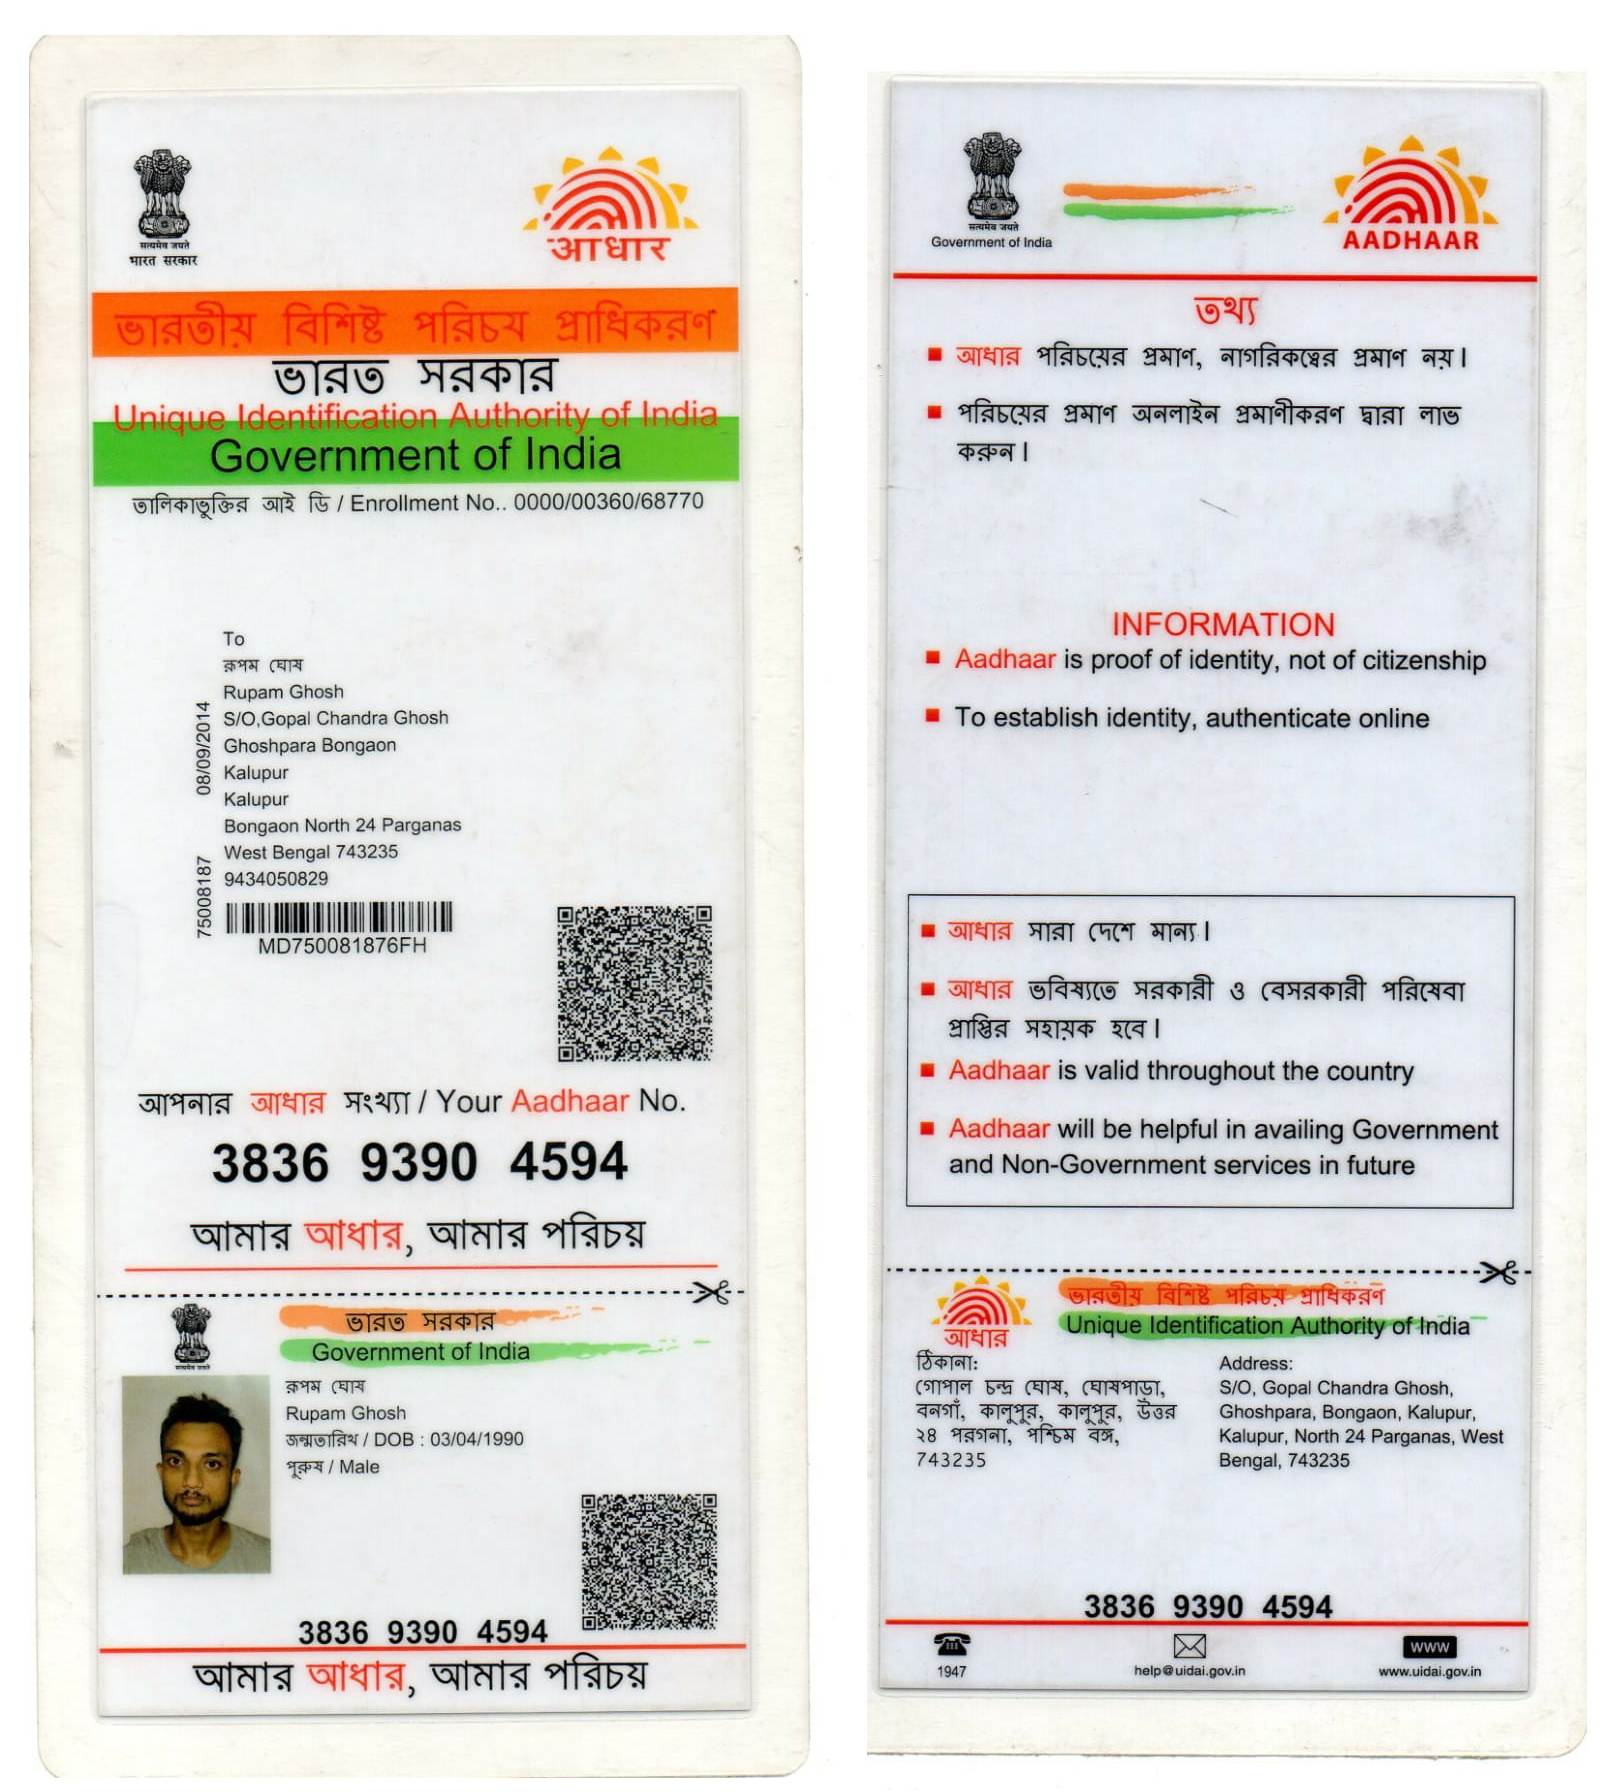 सत्यमेव जयते
भारत सरकार
आधार
ভারতীয় বিশিষ্ট পরিচয় প্রাধিকরণ
ভারত সরকার
Unique Identification Authority of India
Government of India
তালিকাভুক্তির আই ডি / Enrollment No.. 0000/00360/68770
To
রূপম ঘোষ
Rupam Ghosh
S/O,Gopal Chandra Ghosh
Ghoshpara Bongaon
Kalupur
Kalupur
Bongaon North 24 Parganas
West Bengal 743235
9434050829
08/09/2014
75008187
MD750081876FH
আপনার আধার সংখ্যা / Your Aadhaar No.
3836 9390 4594
আমার আধার, আমার পরিচয়
ভারত সরকার
Government of India
सत्यमेव जयते
রূপম ঘোষ
Rupam Ghosh
জন্মতারিখ / DOB : 03/04/1990
পুরুষ / Male
3836 9390 4594
আমার আধার, আমার পরিচয়
सत्यमेव जयते
Government of India
AADHAAR
তথ্য
আধার পরিচয়ের প্রমাণ, নাগরিকত্বের প্রমাণ নয়।
পরিচয়ের প্রমাণ অনলাইন প্রমাণীকরণ দ্বারা লাভ
করুন।
INFORMATION
Aadhaar is proof of identity, not of citizenship
To establish identity, authenticate online
আধার সারা দেশে মান্য।
আধার ভবিষ্যতে সরকারী ও বেসরকারী পরিষেবা
প্রাপ্তির সহায়ক হবে।
Aadhaar is valid throughout the country
Aadhaar will be helpful in availing Government
and Non-Government services in future
ভারতীয় বিশিষ্ট পরিচয় প্রাধিকরণ
Unique Identification Authority of India
আধার
ঠিকানা:
গোপাল চন্দ্র ঘোষ, ঘোষপাড়া,
বনগাঁ, কালুপুর, কালুপুর, উত্তর
২৪ পরগনা, পশ্চিম বঙ্গ,
743235
Address:
S/O, Gopal Chandra Ghosh,
Ghoshpara, Bongaon, Kalupur,
Kalupur, North 24 Parganas, West
Bengal, 743235
3836 9390 4594
1947
help@uidai.gov.in
www
www.uidai.gov.in